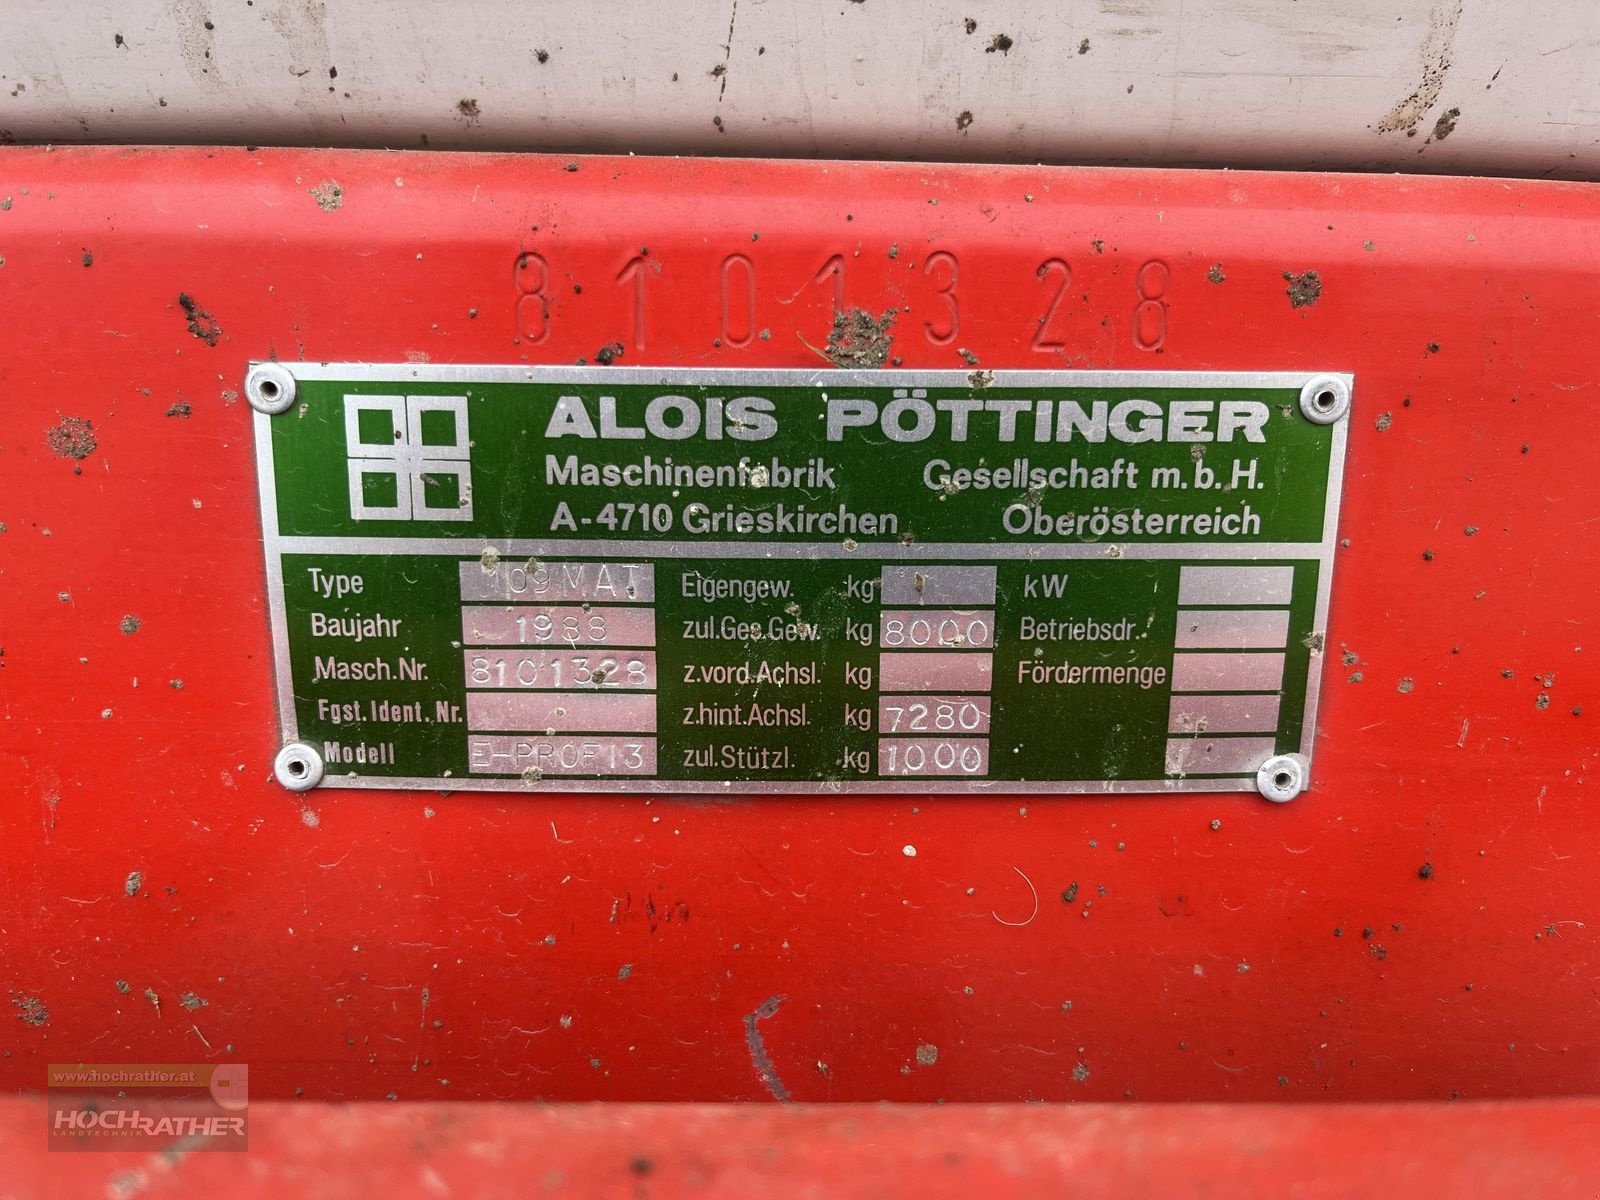 8101328
ALOIS PÖTTINGER
Maschinenfabrik Gesellschaft m.b.H.
A-4710 Grieskirchen Oberösterreich
Type 109MAT Eigengew. kg kW
Baujahr 1988 zul.Ges.Gew. kg 8000 Betriebsdr.
Masch.Nr. 8101328 z.vord.Achsl. kg Fördermenge
Fgst.Ident.Nr. z.hint.Achsl. kg 7280
Modell E-PROFI3 zul.Stützl. kg 1000
www.hochrather.at
HOCHRATHER
LANDTECHNIK